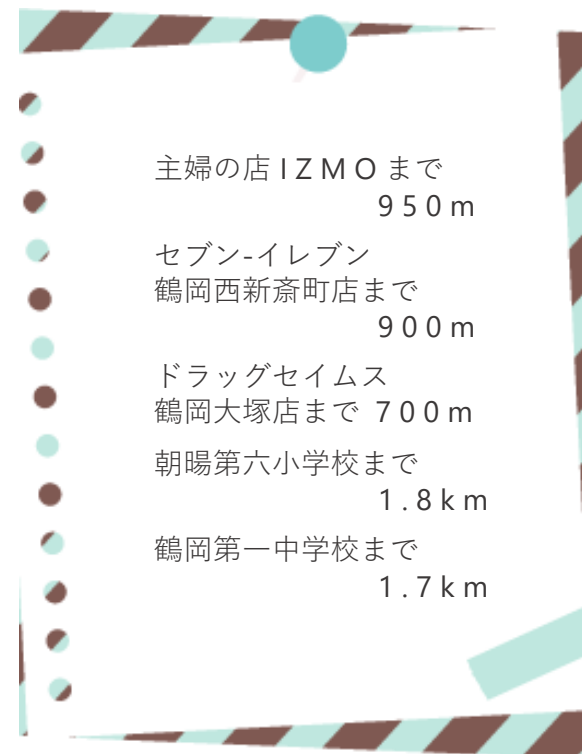 主婦の店ＩＺＭＯまで
９５０ｍ
セブン-イレブン
鶴岡西新斎町店まで
９００ｍ
ドラッグセイムス
鶴岡大塚店まで ７００ｍ
朝暘第六小学校まで
１.８ｋｍ
鶴岡第一中学校まで
１.７ｋｍ